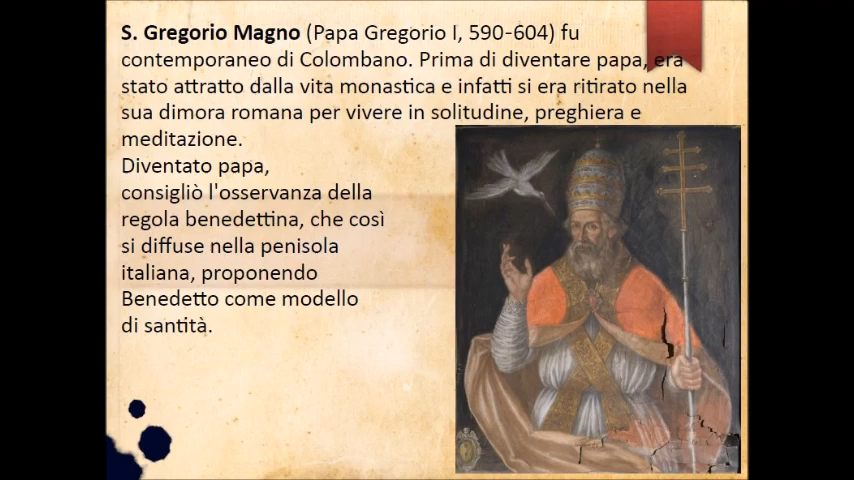 S. Gregorio Magno (Papa Gregorio I, 590-604) fu
contemporaneo di Colombano. Prima di diventare papa, era
stato attratto dalla vita monastica e infatti si era ritirato nella
sua dimora romana per vivere in solitudine, preghiera e
meditazione.
Diventato papa,
consigliò l'osservanza della
regola benedettina, che così
si diffuse nella penisola
italiana, proponendo
Benedetto come modello
di santità.